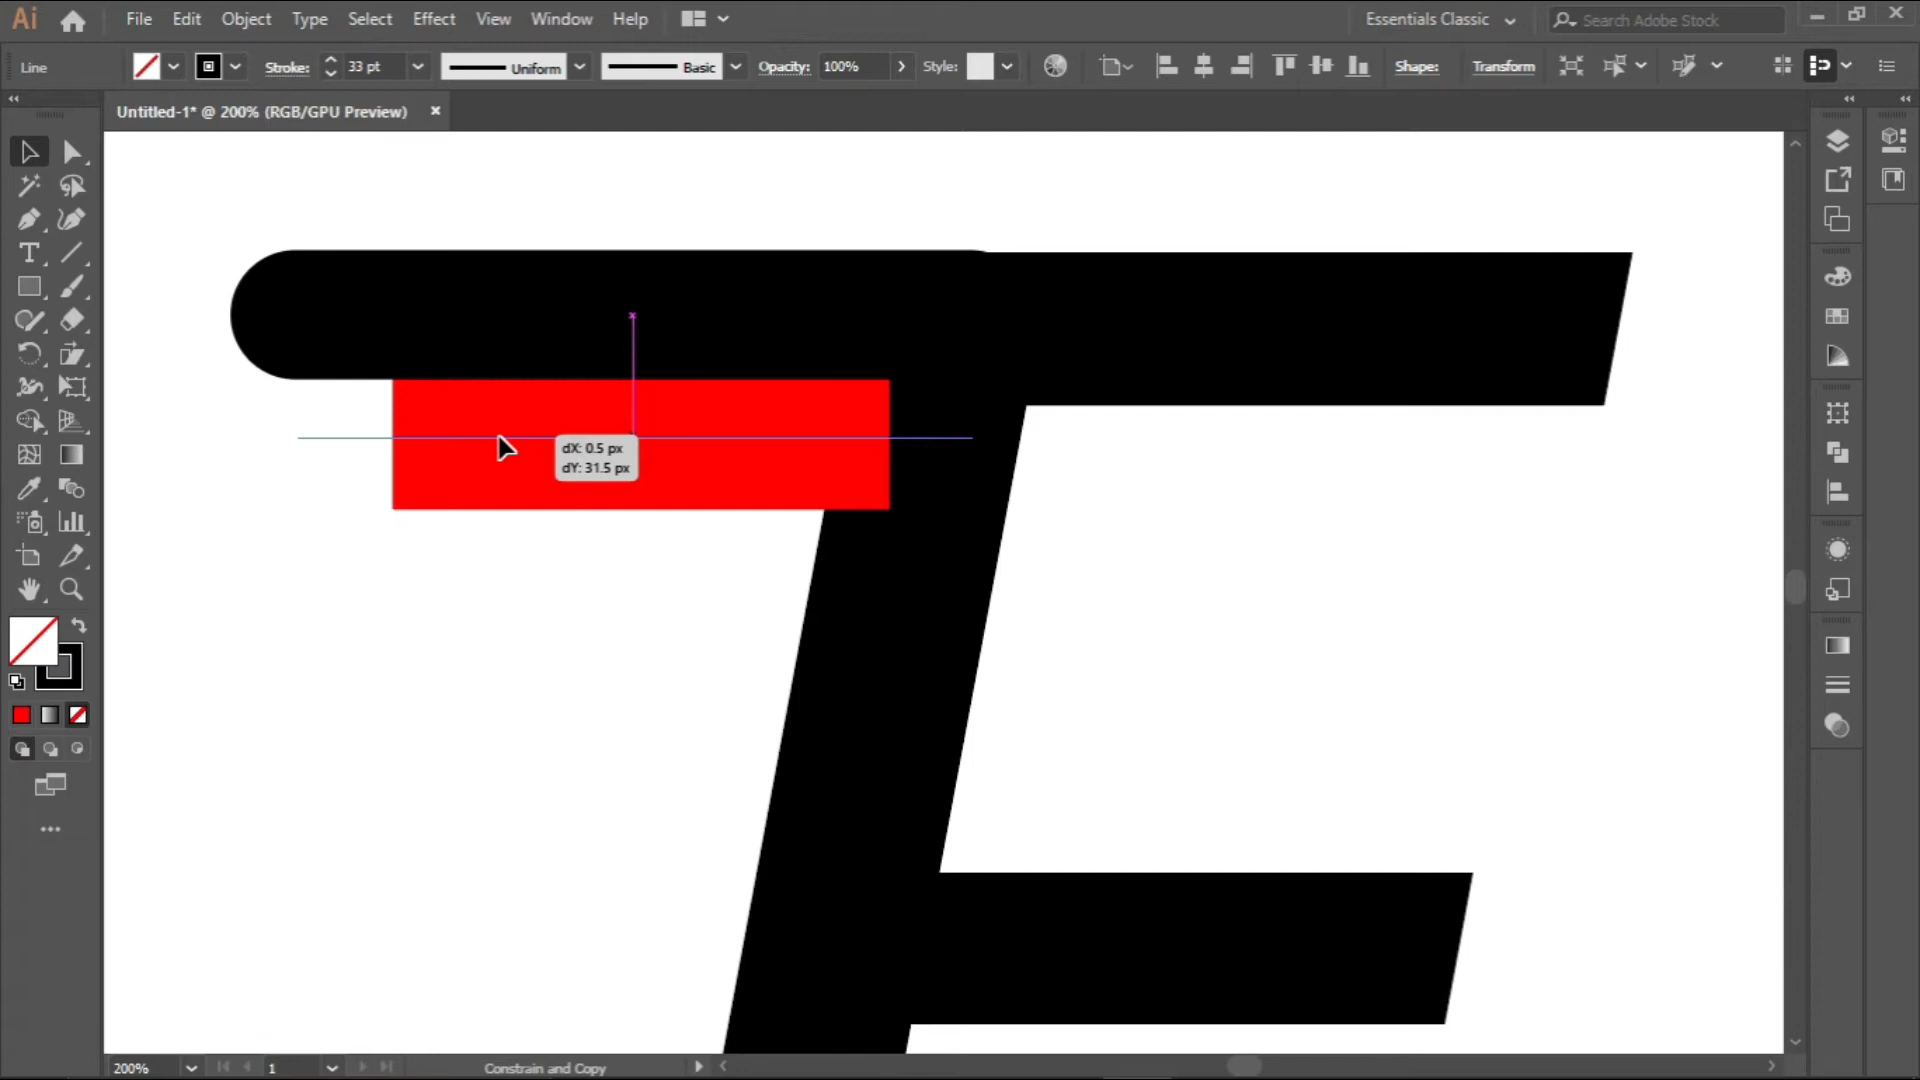 Ai File Edit Object Type Select Effect View Window Help Essentials Classic Search Adobe Stock
Line Stroke: 33 pt Uniform Basic Opacity: 100% Style: Shape: Transform
Untitled-1* @ 200% (RGB/GPU Preview)
dX: 0.5 px
dY: 31.5 px
200% 1 Constrain and Copy